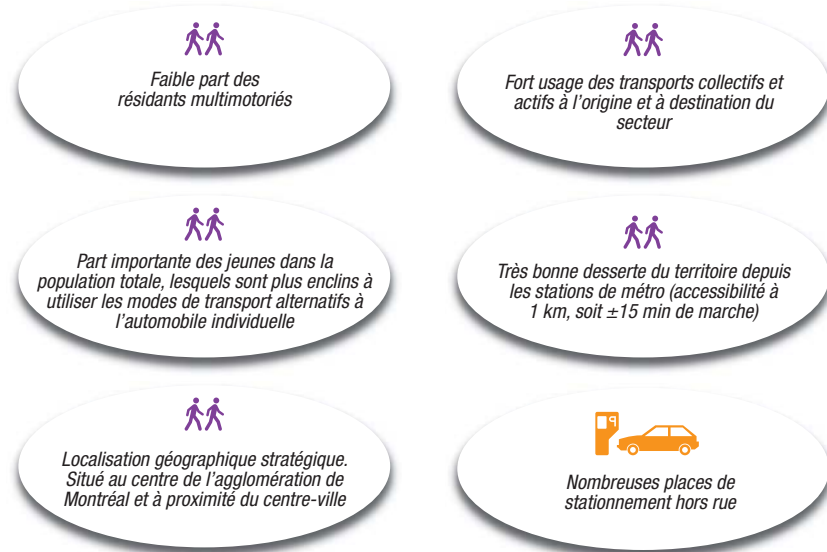 Faible part des
résidants multimotoriés
Fort usage des transports collectifs et
actifs à l'origine et à destination du
secteur
Part importante des jeunes dans la
population totale, lesquels sont plus enclins à
utiliser les modes de transport alternatifs à
l'automobile individuelle
Très bonne desserte du territoire depuis
les stations de métro (accessibilité à
1 km, soit ±15 min de marche)
Localisation géographique stratégique.
Situé au centre de l'agglomération de
Montréal et à proximité du centre-ville
P
Nombreuses places de
stationnement hors rue